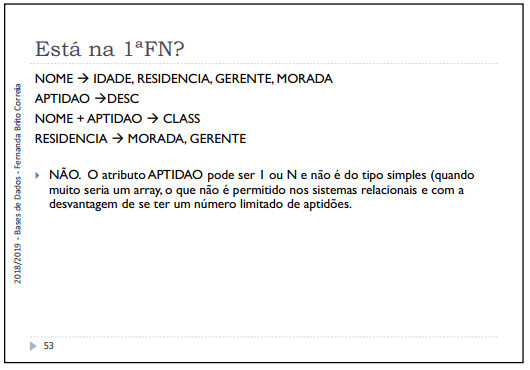 Está na 1ªFN?
NOME → IDADE, RESIDENCIA, GERENTE, MORADA
APTIDAO →DESC
NOME + APTIDAO → CLASS
RESIDENCIA → MORADA, GERENTE
NÃO. O atributo APTIDAO pode ser 1 ou N e não é do tipo simples (quando
muito seria um array, o que não é permitido nos sistemas relacionais e com a
desvantagem de se ter um número limitado de aptidões.
2018/2019 - Bases de Dados - Fernanda Brito Correia
53